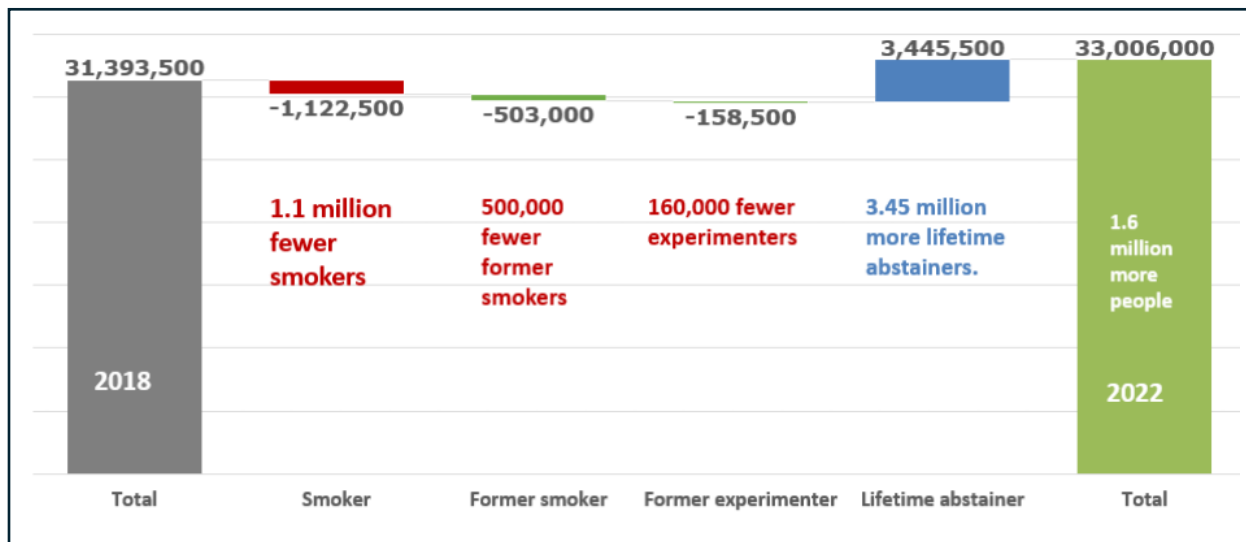 31,393,500
-1,122,500
-503,000
-158,500
3,445,500
33,006,000
1.1 million
fewer
smokers
500,000
fewer
former
smokers
160,000 fewer
experimenters
3.45 million
more lifetime
abstainers.
1.6
million
more
people
2018
2022
Total
Smoker
Former smoker
Former experimenter
Lifetime abstainer
Total